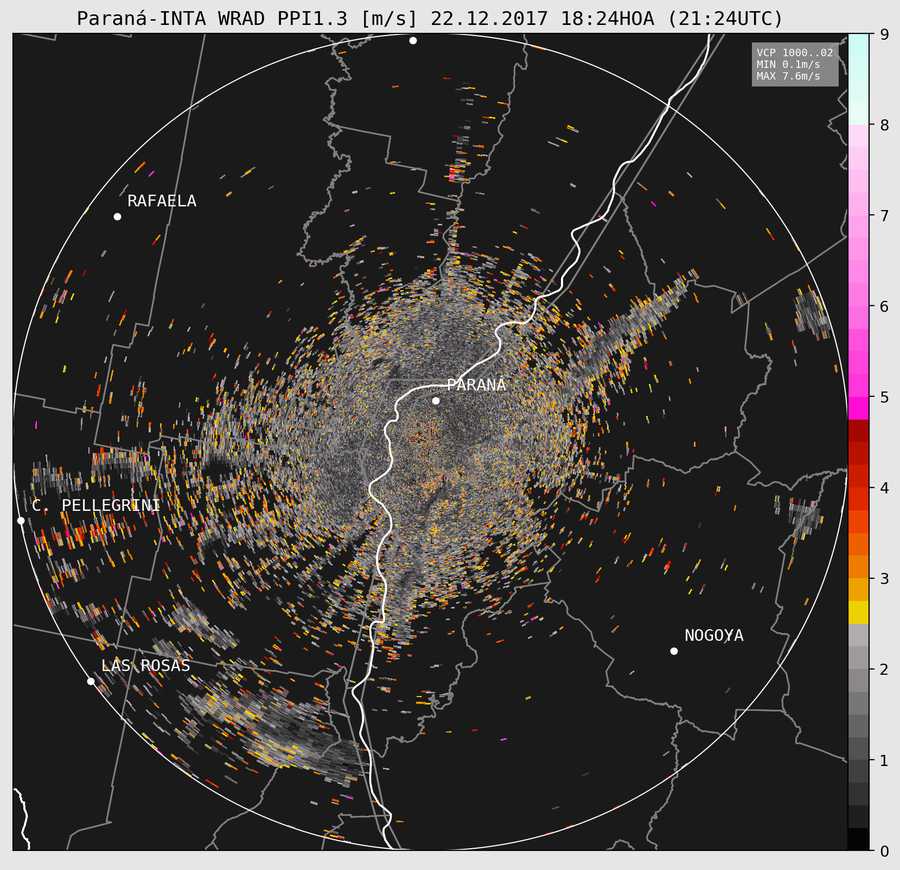 Paraná-INTA WRAD PPI1.3 [m/s] 22.12.2017 18:24HOA (21:24UTC)
VCP 1000..02
MIN 0.1m/s
MAX 7.6m/s
RAFAELA
PARANÁ
C. PELLEGRINI
NOGOYA
LAS ROSAS
9
8
7
6
5
4
3
2
1
0